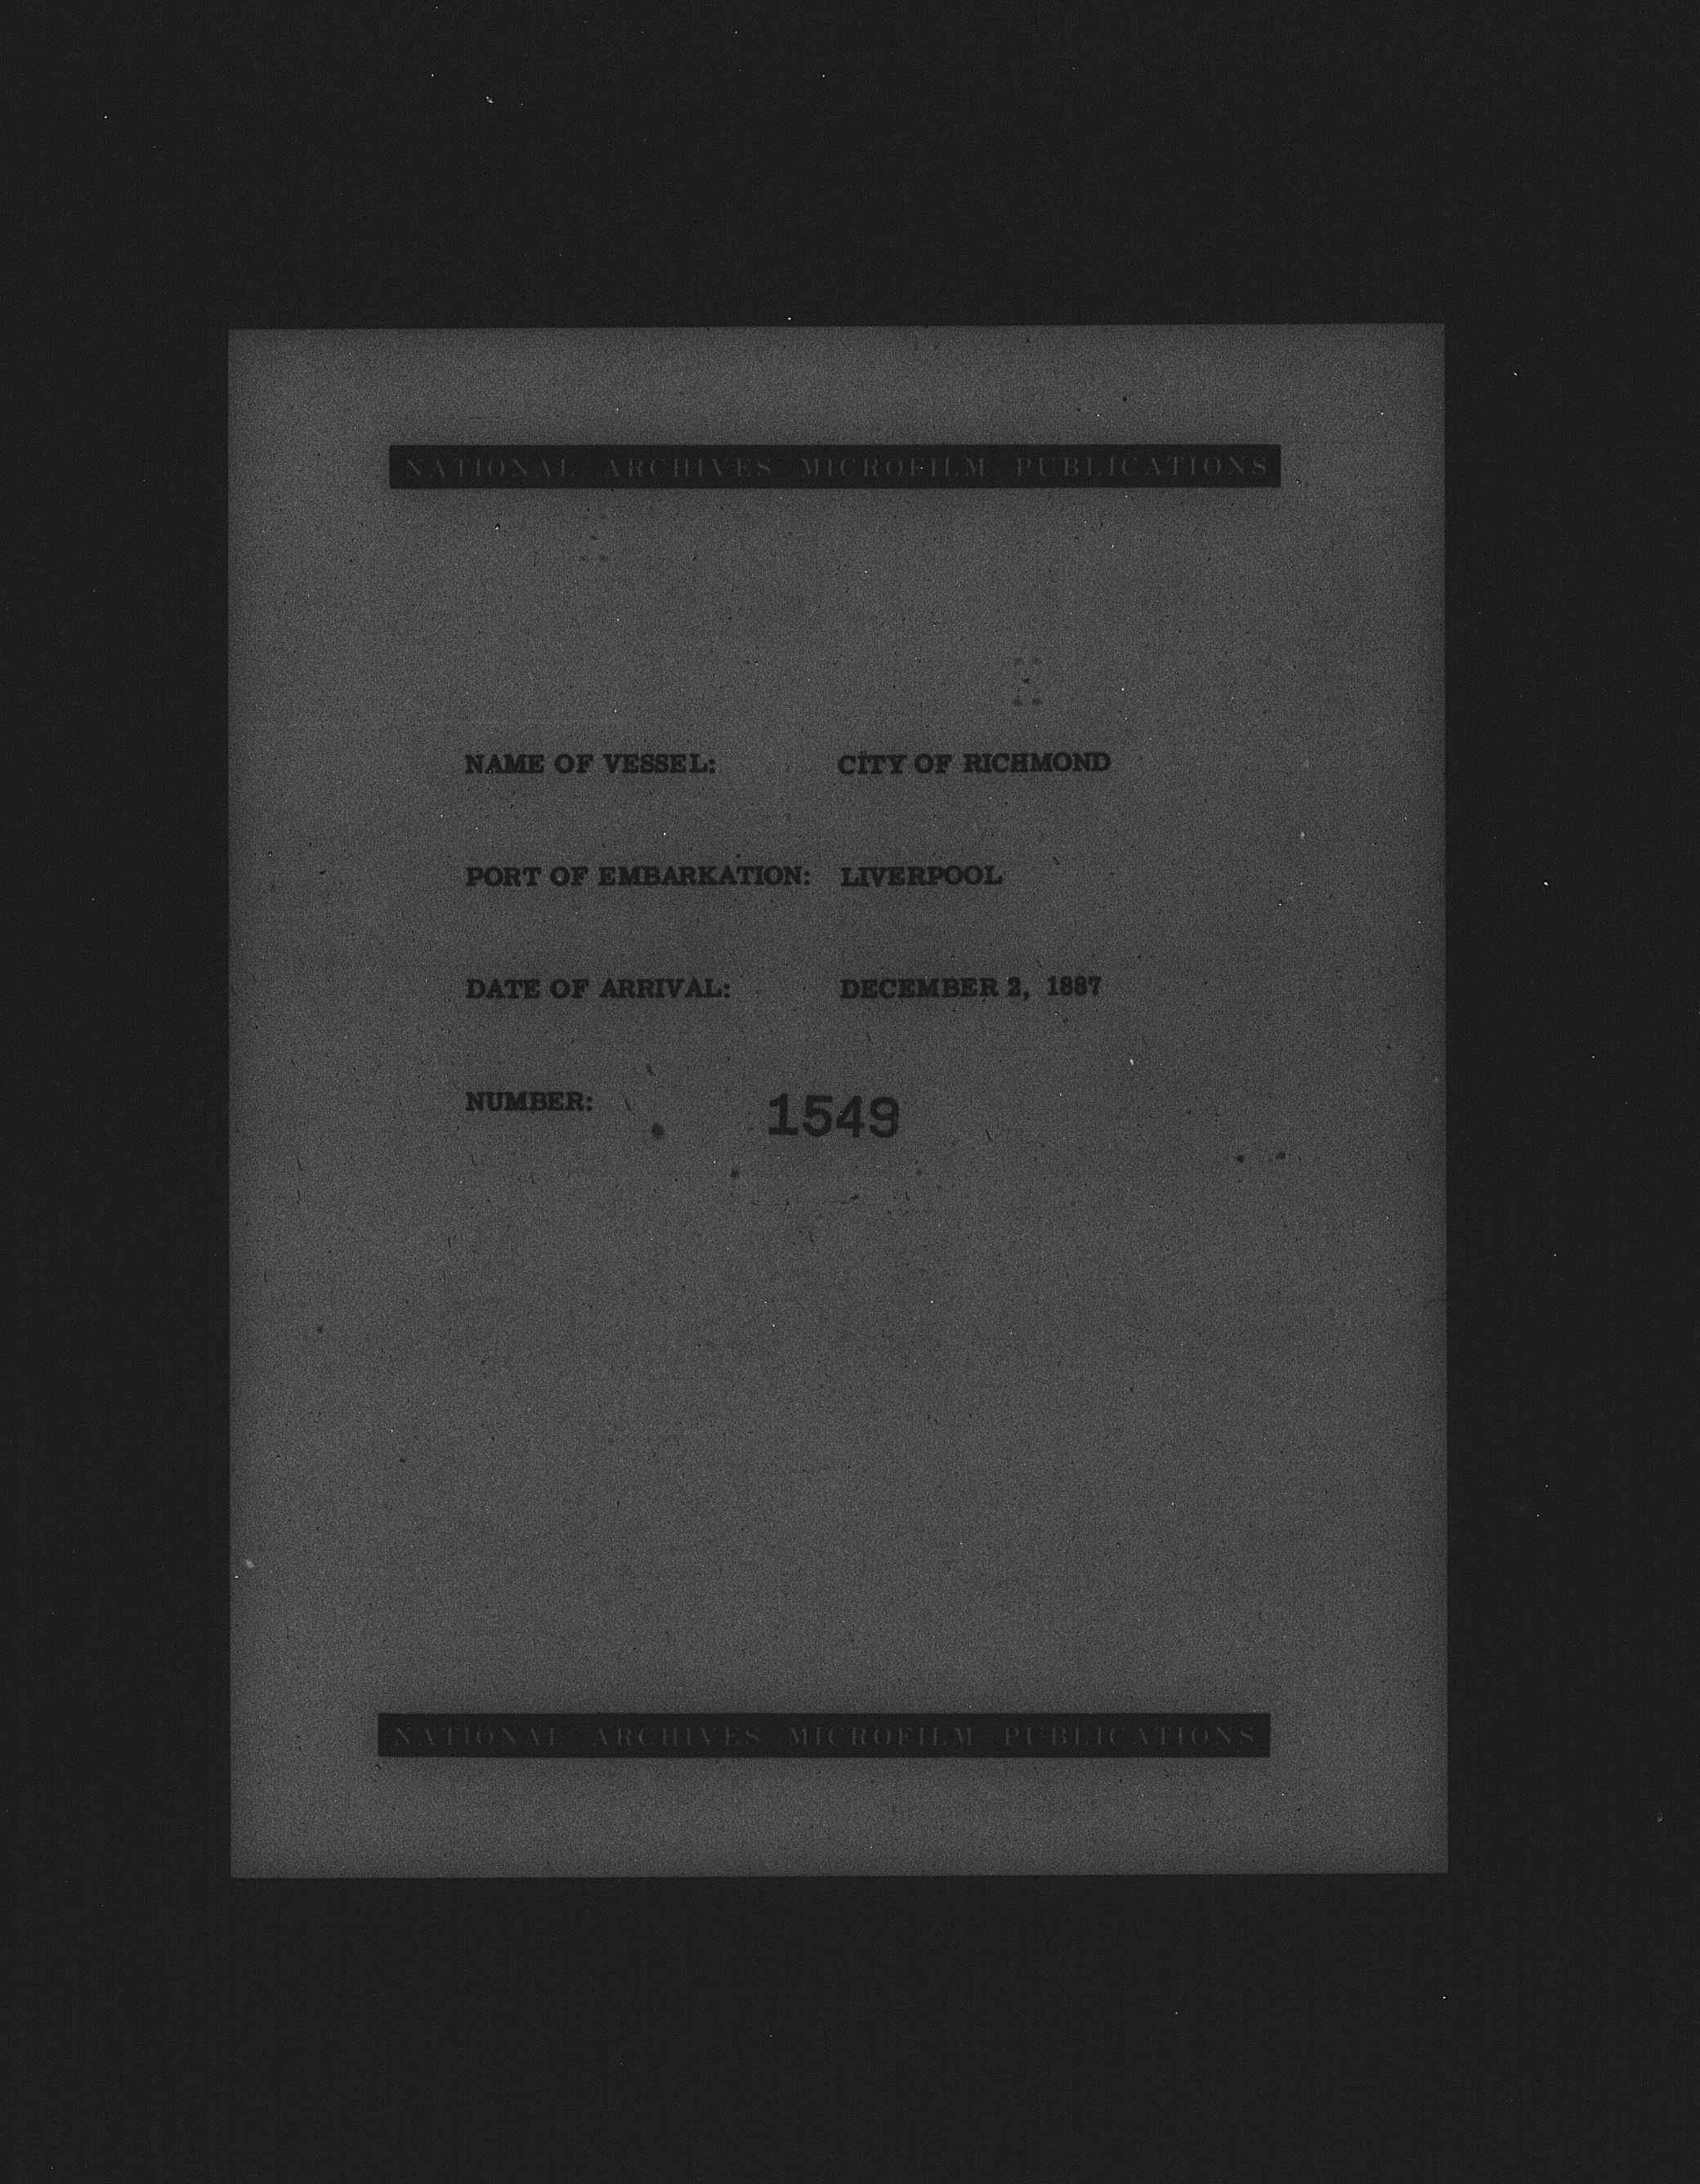 NATIONAL ARCHIVES MICROFILM PUBLICATIONS
NAME OF VESSEL: CITY OF RICHMOND
PORT OF EMBARKATION: LIVERPOOL
DATE OF ARRIVAL: DECEMBER 2, 1887
NUMBER: 1549
NATIONAL ARCHIVES MICROFILM PUBLICATIONS